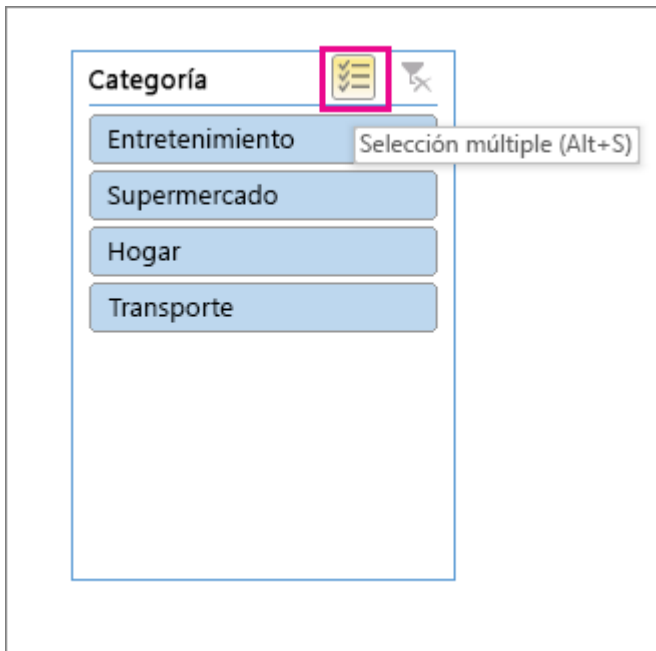 Categoría
Entretenimiento
Selección múltiple (Alt+S)
Supermercado
Hogar
Transporte